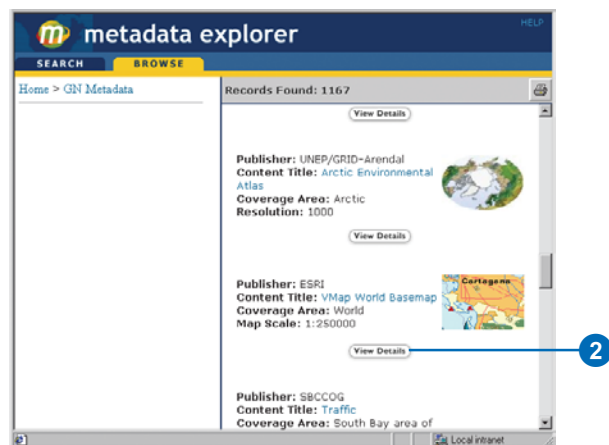 m metadata explorer
HELP
SEARCH BROWSE
Home > GN Metadata
Records Found: 1167
View Details
Publisher: UNEP/GRID-Arendal
Content Title: Arctic Environmental
Atlas
Coverage Area: Arctic
Resolution: 1000
View Details
Publisher: ESRI
Content Title: VMap World Basemap
Coverage Area: World
Map Scale: 1:250000
Cartagena
View Details
2
Publisher: SBCCOG
Content Title: Traffic
Coverage Area: South Bay area of
Local intranet